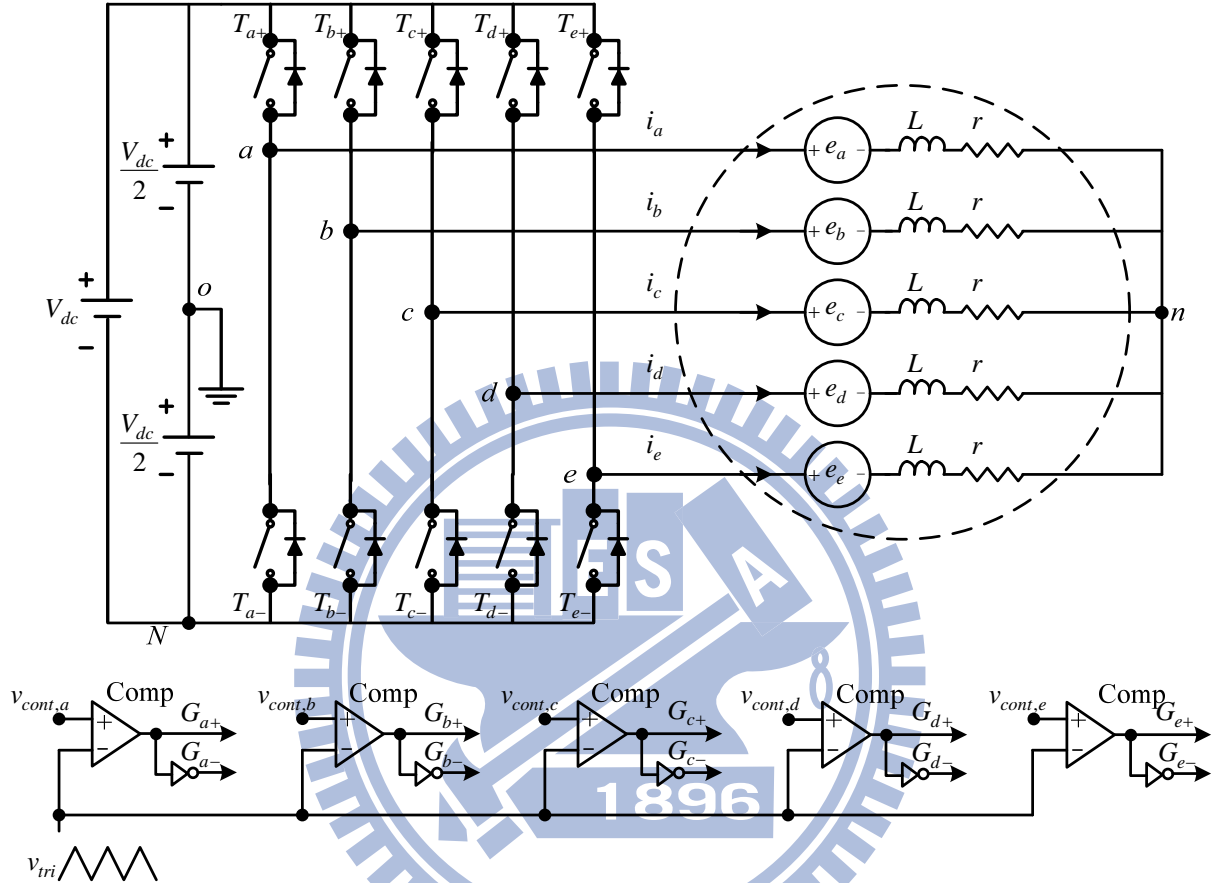 T_{a+} T_{b+} T_{c+} T_{d+} T_{e+}
+ V_{dc}/2 −
a i_a + e_a - L r
b i_b + e_b - L r
+ V_{dc} − o c i_c + e_c - L r n
d i_d + e_d - L r
+ V_{dc}/2 −
e i_e + e_e - L r
ESA
T_{a−} T_{b−} T_{c−} T_{d−} T_{e−}
N
v_{cont,a} + − Comp G_{a+} G_{a−}
v_{cont,b} + − Comp G_{b+} G_{b−}
v_{cont,c} + − Comp G_{c+} G_{c−}
v_{cont,d} + − Comp G_{d+} G_{d−}
v_{cont,e} + − Comp G_{e+} G_{e−}
1896
v_{tri}